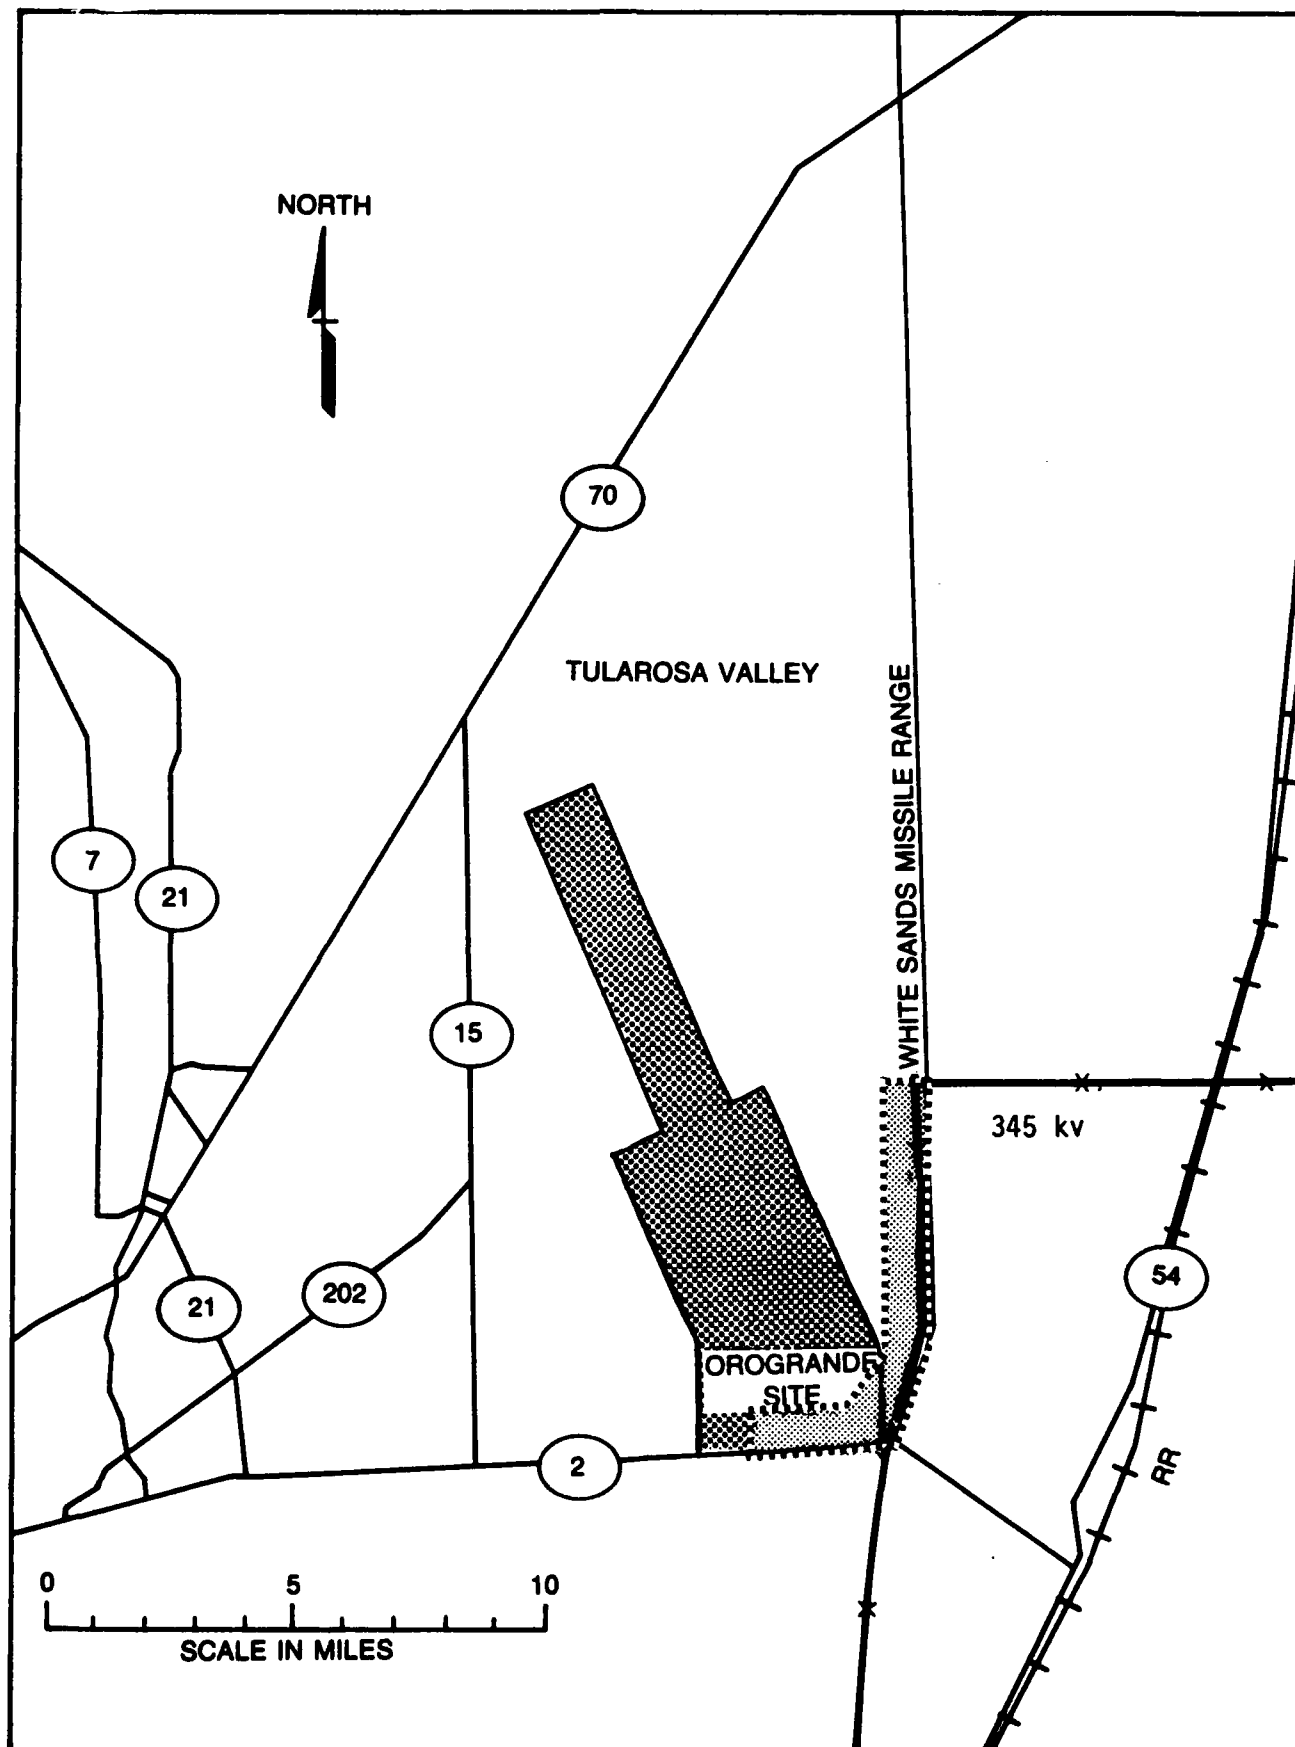 NORTH
70
TULAROSA VALLEY
WHITE SANDS MISSILE RANGE
7
21
15
345 kv
54
21
202
OROGRANDE
SITE
2
RR
0 5 10
SCALE IN MILES